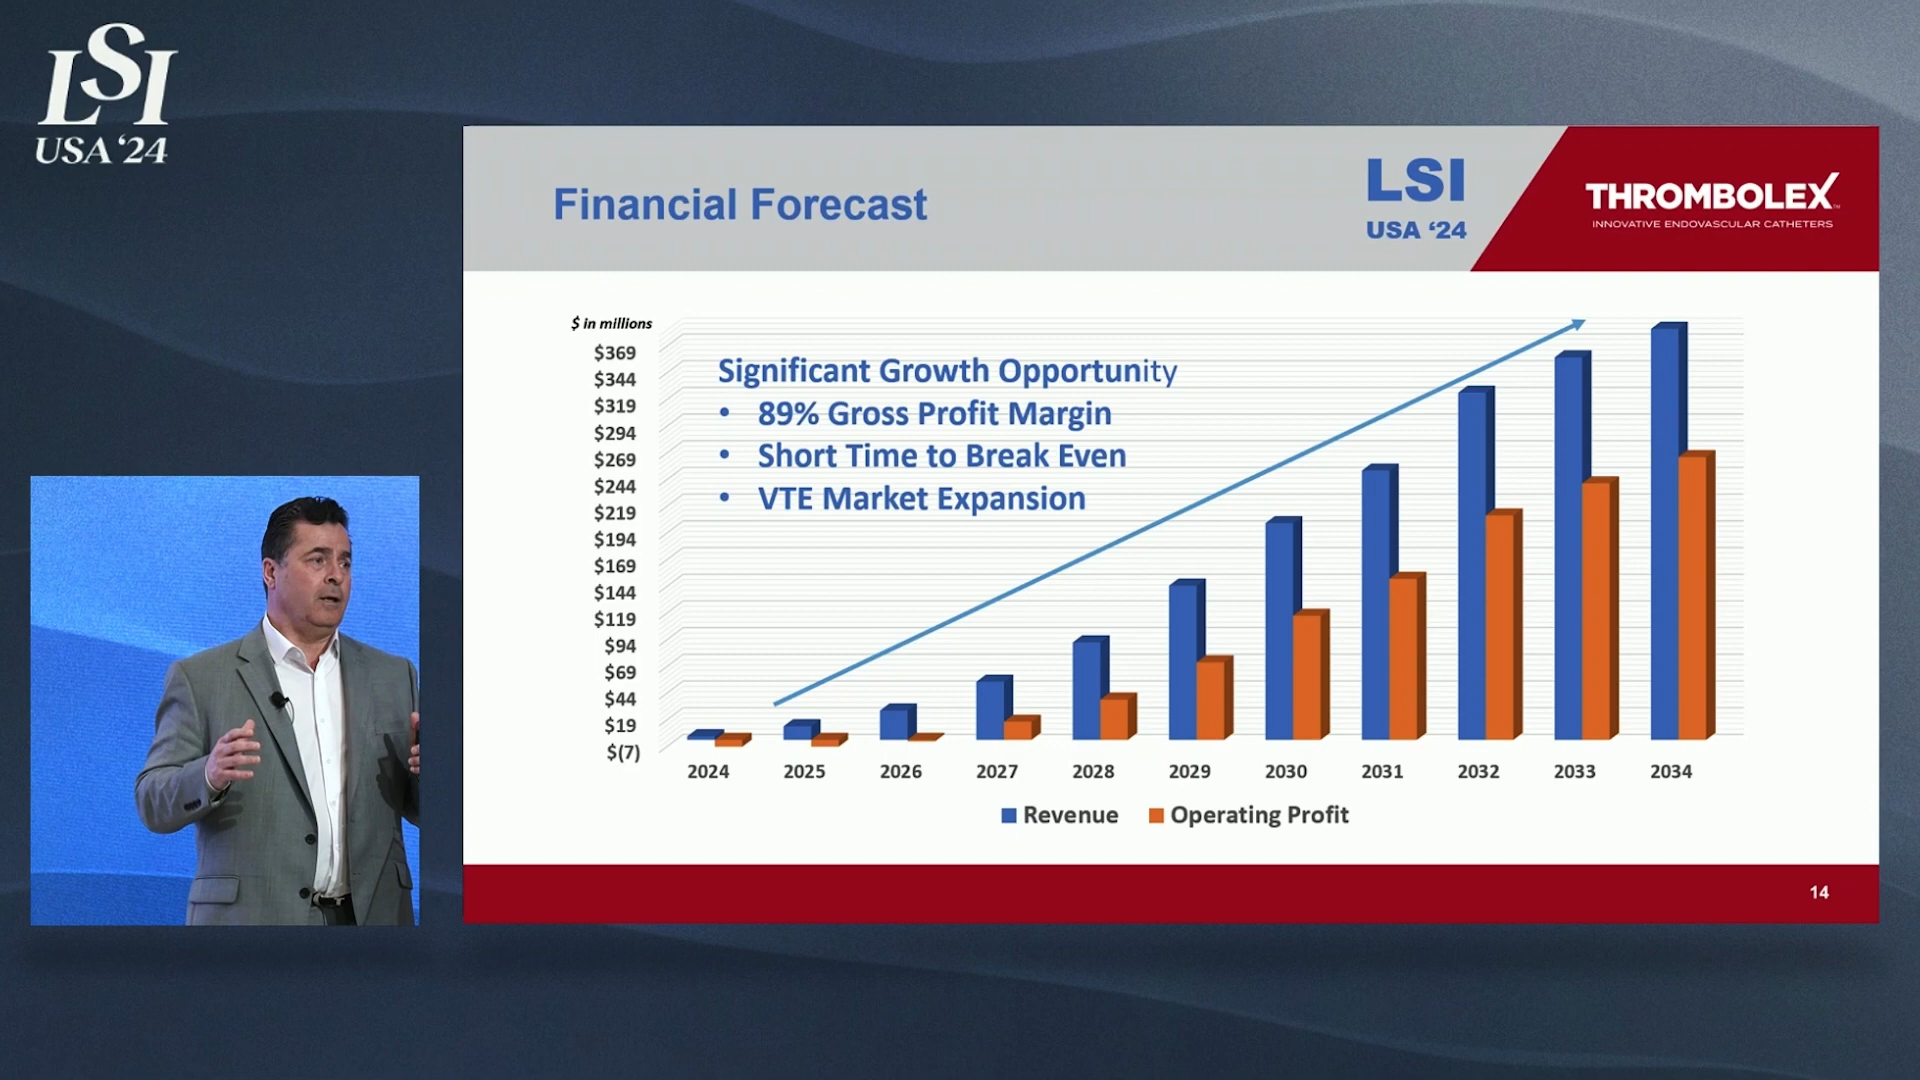 LSI
USA '24
Financial Forecast
LSI
USA '24
THROMBOLEX™
INNOVATIVE ENDOVASCULAR CATHETERS
$ in millions
$369
$344
$319
$294
$269
$244
$219
$194
$169
$144
$119
$94
$69
$44
$19
$(7)
Significant Growth Opportunity
• 89% Gross Profit Margin
• Short Time to Break Even
• VTE Market Expansion
2024 2025 2026 2027 2028 2029 2030 2031 2032 2033 2034
Revenue Operating Profit
14